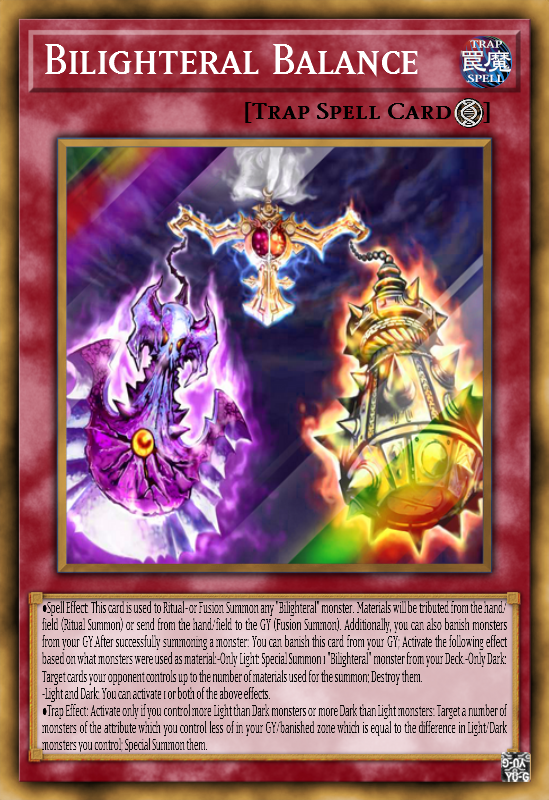 Bilighteral Balance
TRAP
罠魔
SPELL
[Trap Spell Card]
●Spell Effect: This card is used to Ritual- or Fusion Summon any "Bilighteral" monster. Materials will be tributed from the hand/
field (Ritual Summon) or send from the hand/field to the GY (Fusion Summon). Additionally, you can also banish monsters
from your GY.After successfully summoning a monster: You can banish this card from your GY; Activate the following effect
based on what monsters were used as material:-Only Light: Special Summon 1 "Bilighteral" monster from your Deck.-Only Dark:
Target cards your opponent controls up to the number of materials used for the summon; Destroy them.
-Light and Dark: You can activate 1 or both of the above effects.
●Trap Effect: Activate only if you control more Light than Dark monsters or more Dark than Light monsters: Target a number of
monsters of the attribute which you control less of in your GY/banished zone which is equal to the difference in Light/Dark
monsters you control; Special Summon them.
YU-G